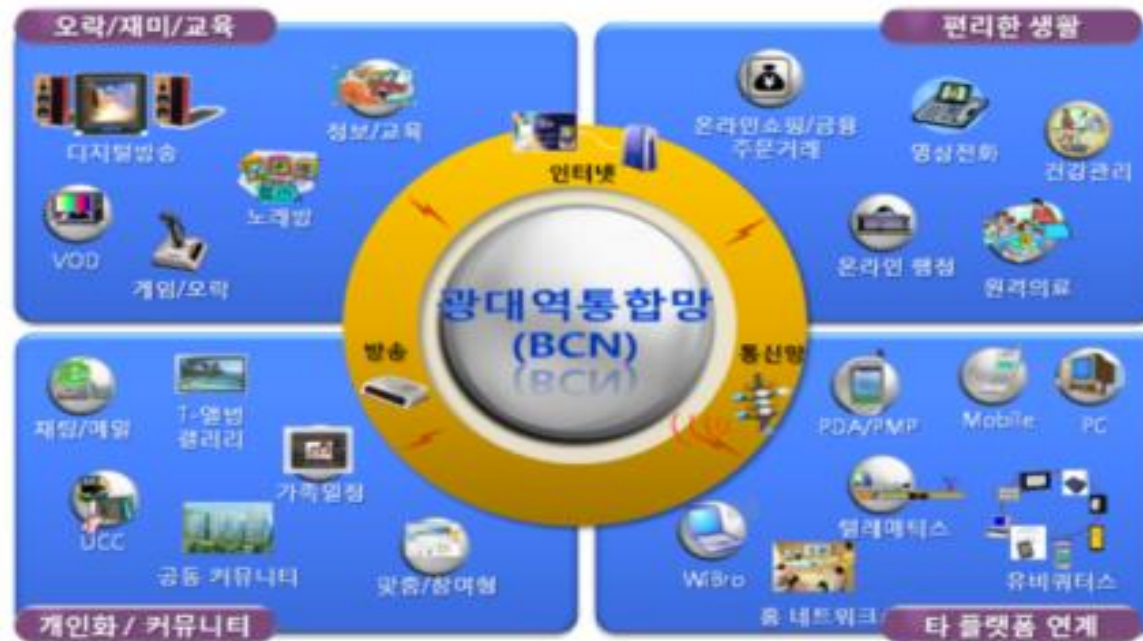 오락/재미/교육
편리한 생활
디지털방송
정보/교육
노래방
VOD
게임/오락
온라인쇼핑/금융
주문거래
영상전화
건강관리
온라인 행정
원격의료
인터넷
방송
통신망
광대역통합망
(BCN)
채팅/메일
T-앨범
갤러리
가족일정
UCC
공동 커뮤니티
맞춤/참여형
PDA/PMP
Mobile
PC
텔레매틱스
WiBro
홈 네트워크
유비쿼터스
개인화 / 커뮤니티
타 플랫폼 연계